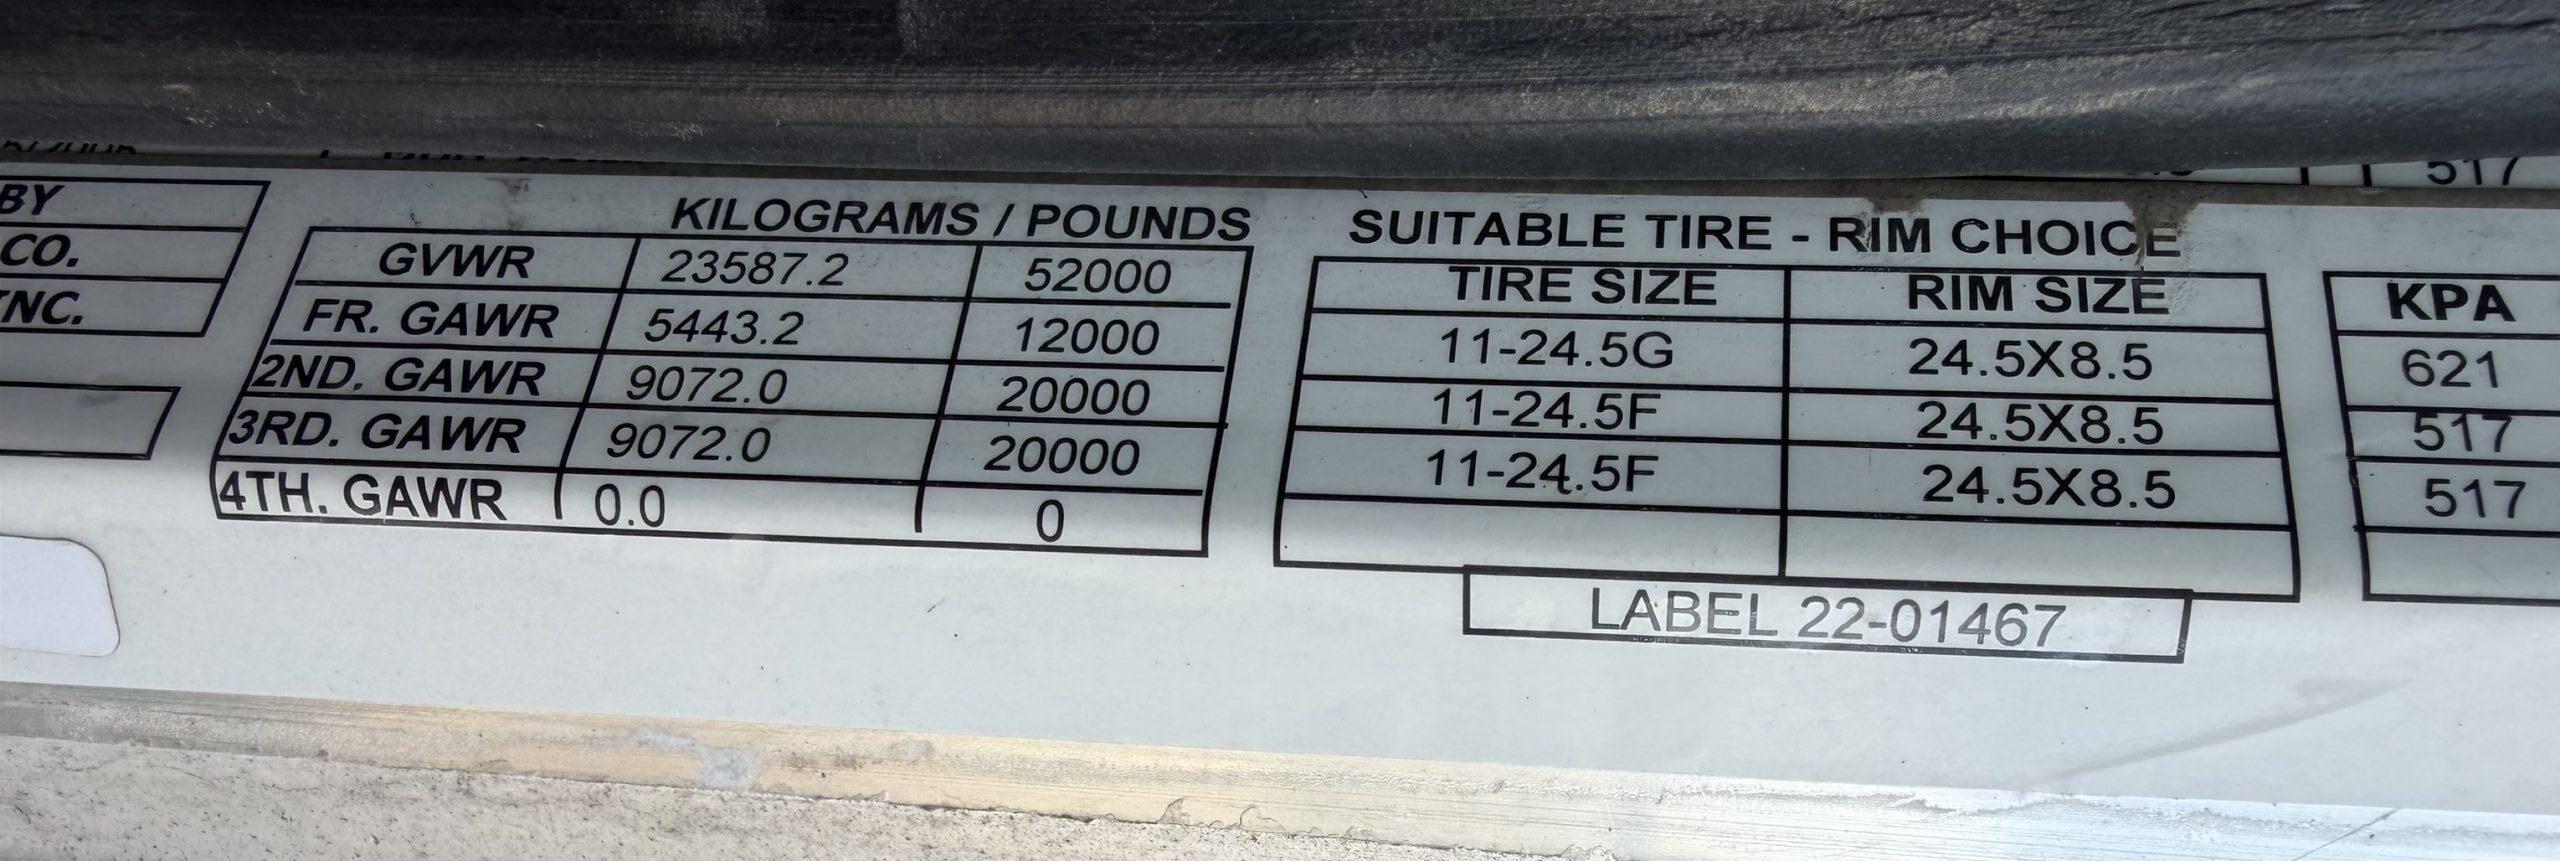 517
BY
CO.
INC.
KILOGRAMS / POUNDS
GVWR 23587.2 52000
FR. GAWR 5443.2 12000
2ND. GAWR 9072.0 20000
3RD. GAWR 9072.0 20000
4TH. GAWR 0.0 0
SUITABLE TIRE - RIM CHOICE
TIRE SIZE RIM SIZE
11-24.5G 24.5X8.5
11-24.5F 24.5X8.5
11-24.5F 24.5X8.5
LABEL 22-01467
KPA
621
517
517